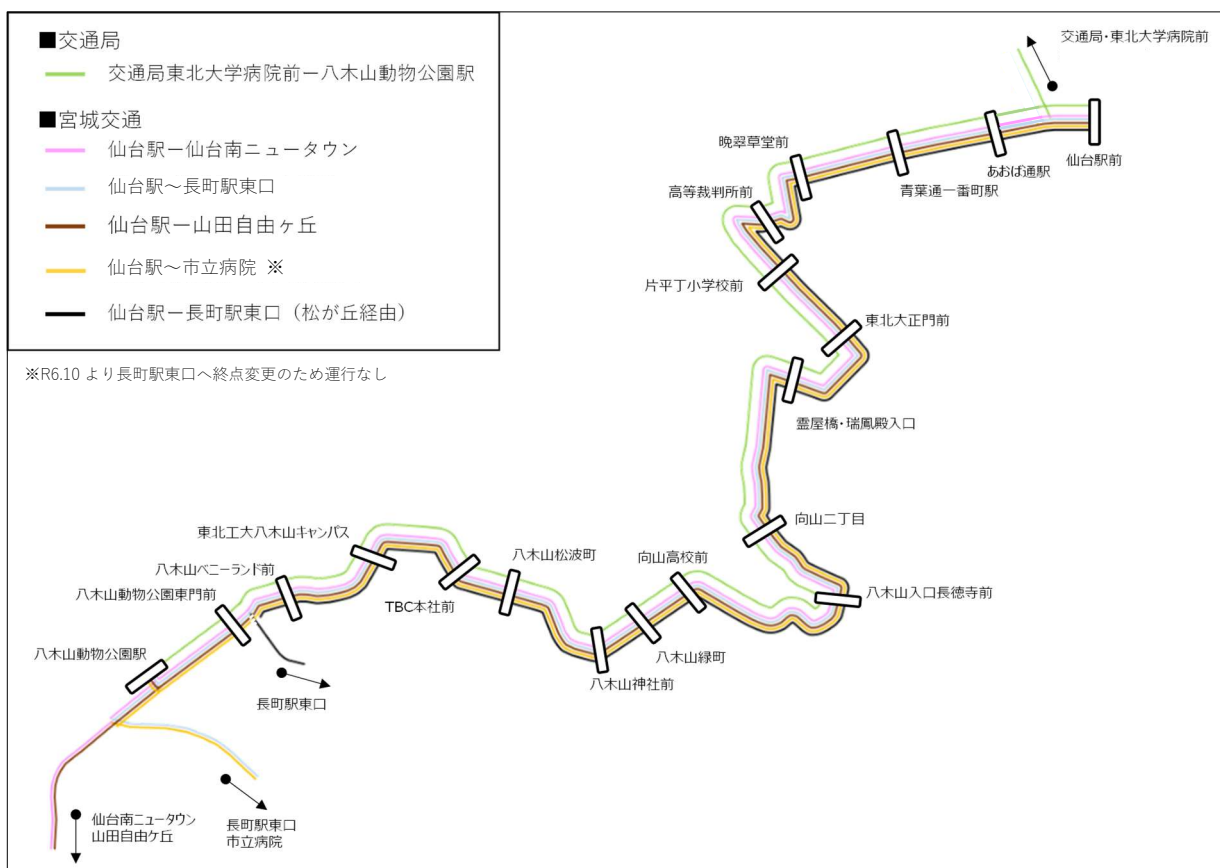 ■交通局
交通局東北大学病院前ー八木山動物公園駅
■宮城交通
仙台駅ー仙台南ニュータウン
仙台駅～長町駅東口
仙台駅ー山田自由ヶ丘
仙台駅～市立病院 ※
仙台駅ー長町駅東口（松が丘経由）
※R6.10 より長町駅東口へ終点変更のため運行なし
交通局・東北大学病院前
仙台駅前
あおば通駅
青葉通一番町駅
晩翠草堂前
高等裁判所前
片平丁小学校前
東北大正門前
霊屋橋・瑞鳳殿入口
向山二丁目
八木山入口長徳寺前
向山高校前
八木山緑町
八木山神社前
八木山松波町
TBC本社前
東北工大八木山キャンパス
八木山ベニーランド前
八木山動物公園東門前
八木山動物公園駅
長町駅東口
長町駅東口
市立病院
仙台南ニュータウン
山田自由ケ丘